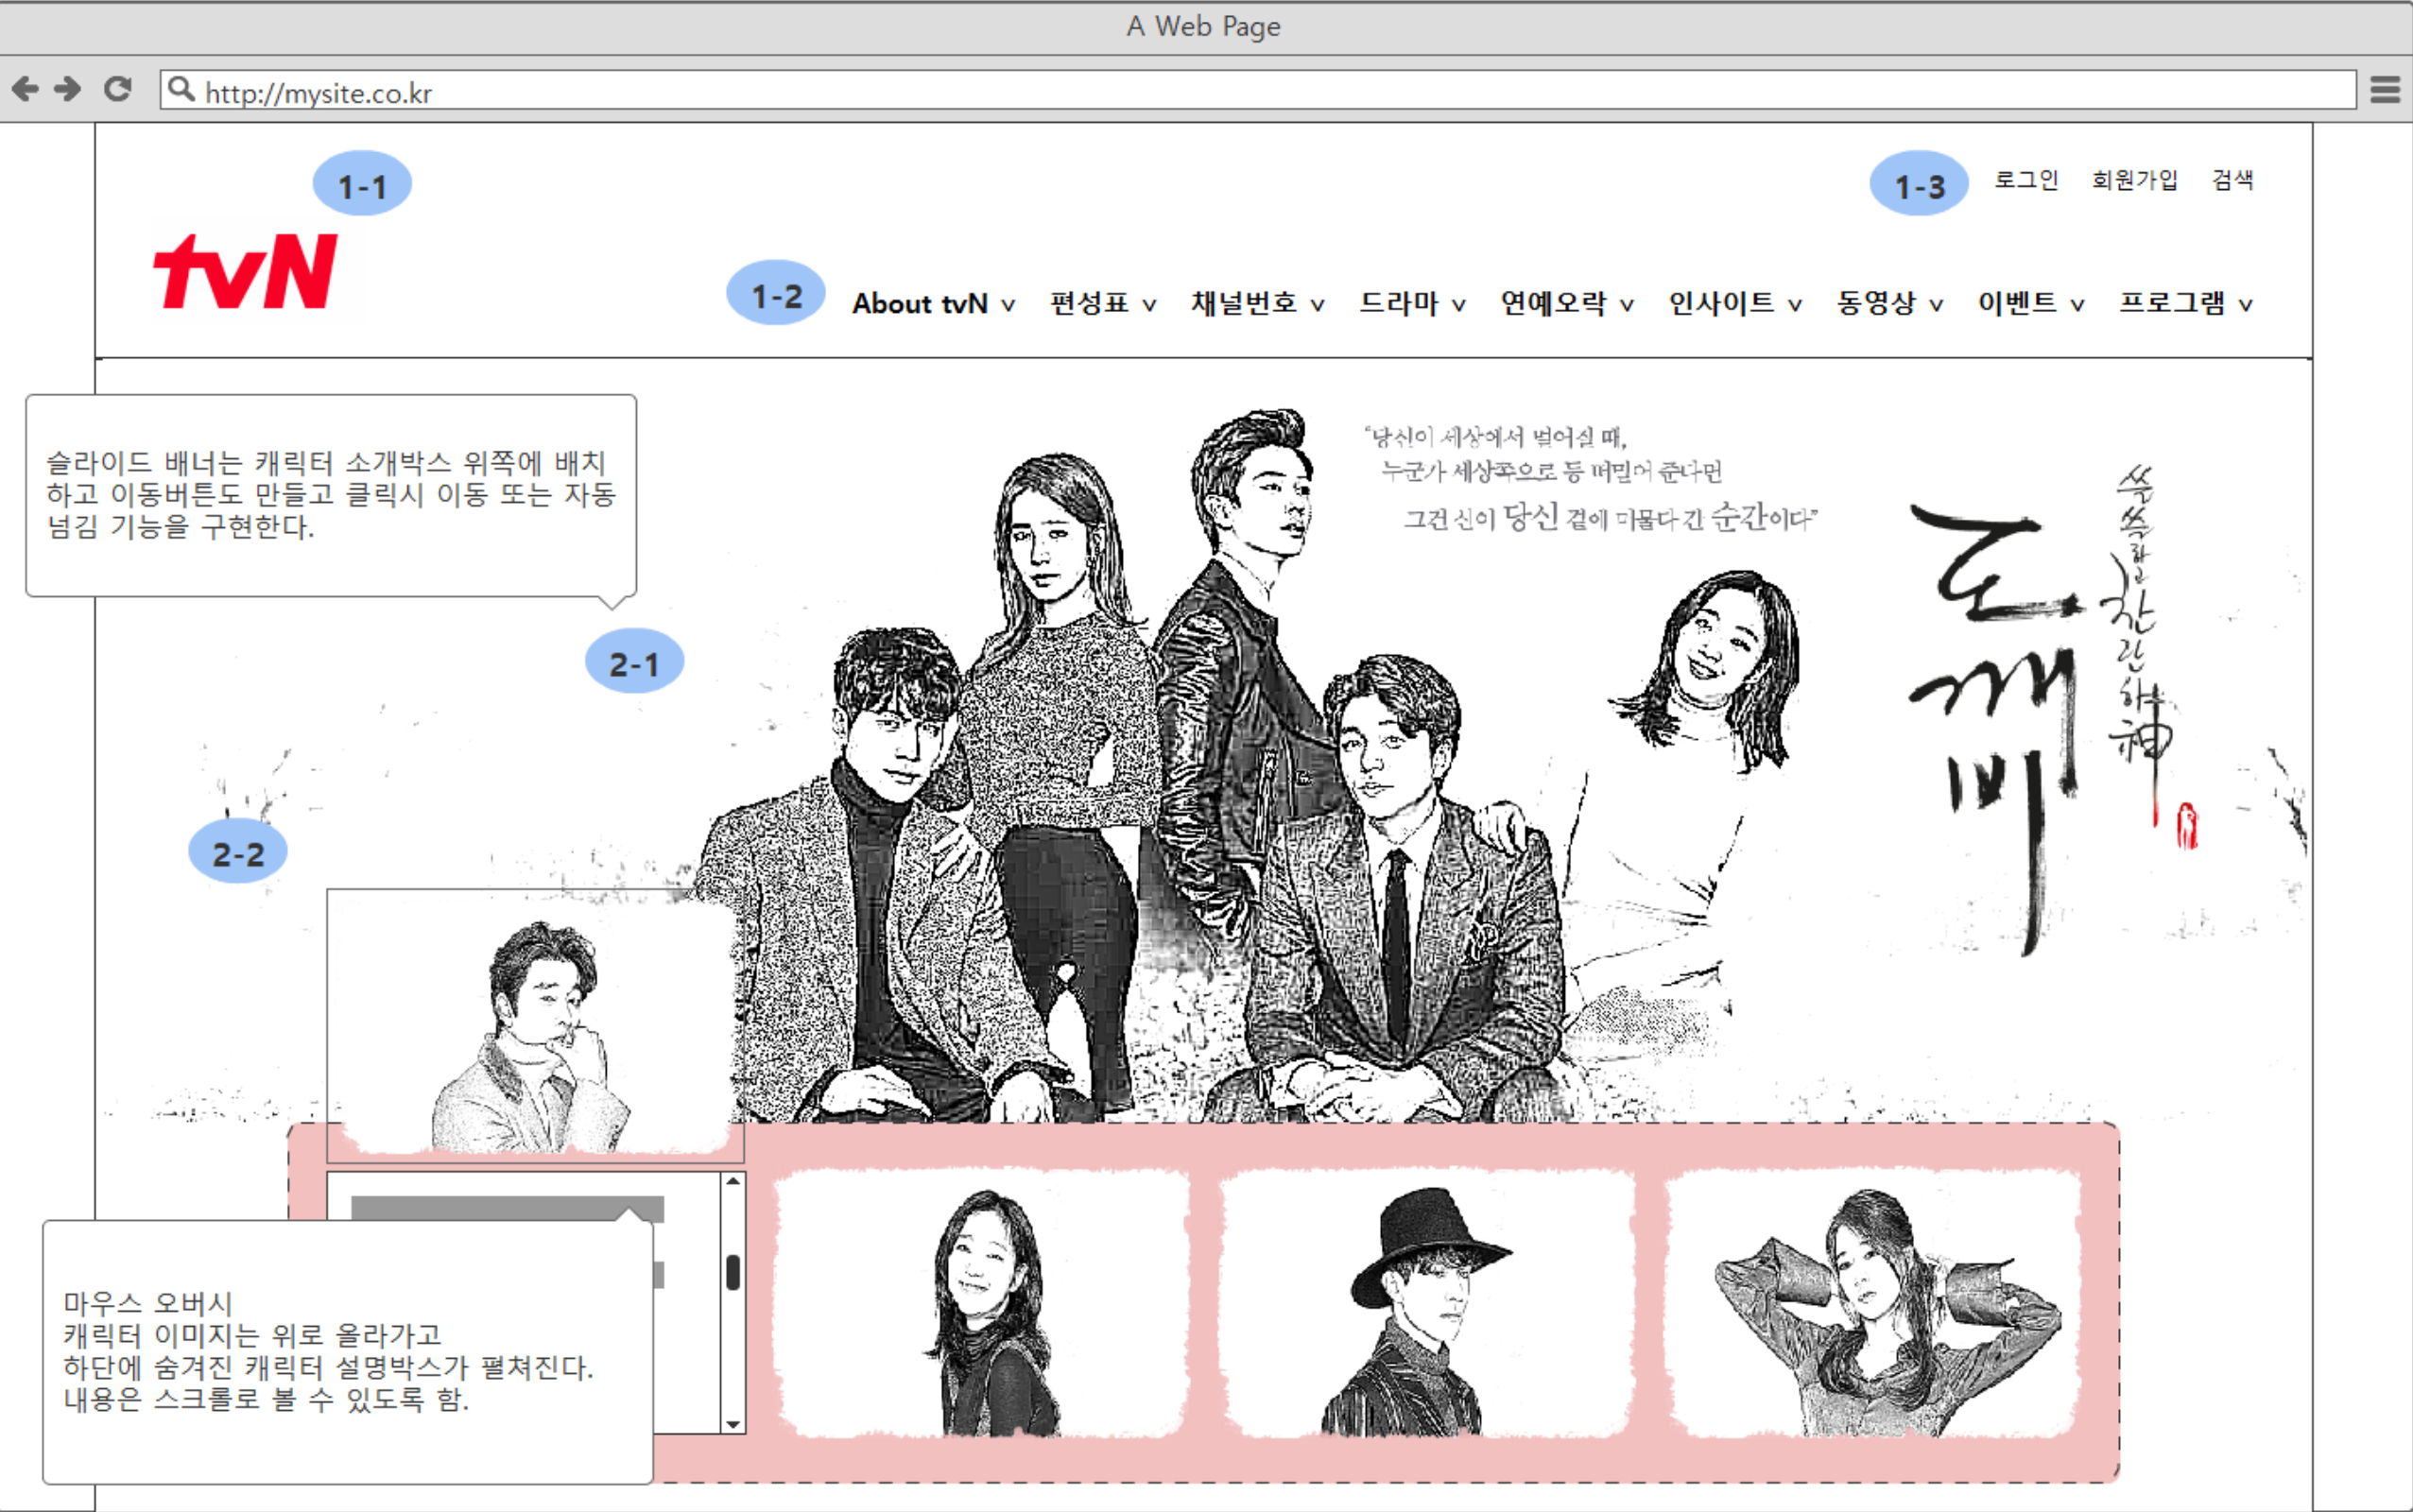 A Web Page
http://mysite.co.kr
1-1
1-3
로그인 회원가입 검색
tvN
1-2
About tvN ∨ 편성표 ∨ 채널번호 ∨ 드라마 ∨ 연예오락 ∨ 인사이트 ∨ 동영상 ∨ 이벤트 ∨ 프로그램 ∨
슬라이드 배너는 캐릭터 소개박스 위쪽에 배치
하고 이동버튼도 만들고 클릭시 이동 또는 자동
넘김 기능을 구현한다.
“당신이 세상에서 멀어질 때,
누군가 세상쪽으로 등 떠밀어 준다면
그건 신이 당신 곁에 머물다 간 순간이다”
쓸쓸하고 찬란하神
도깨비
2-1
2-2
마우스 오버시
캐릭터 이미지는 위로 올라가고
하단에 숨겨진 캐릭터 설명박스가 펼쳐진다.
내용은 스크롤로 볼 수 있도록 함.